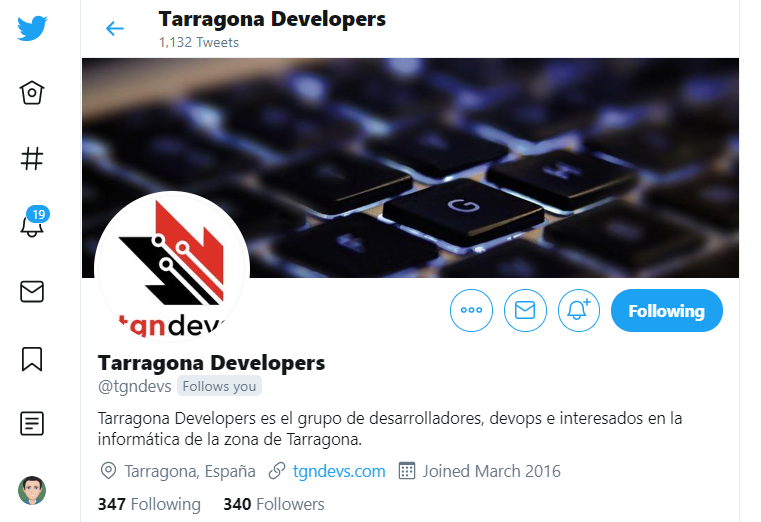 Tarragona Developers
1,132 Tweets
19
G
H
tgndevs
Following
Tarragona Developers
@tgndevs Follows you
Tarragona Developers es el grupo de desarrolladores, devops e interesados en la
informática de la zona de Tarragona.
Tarragona, España tgndevs.com Joined March 2016
347 Following 340 Followers